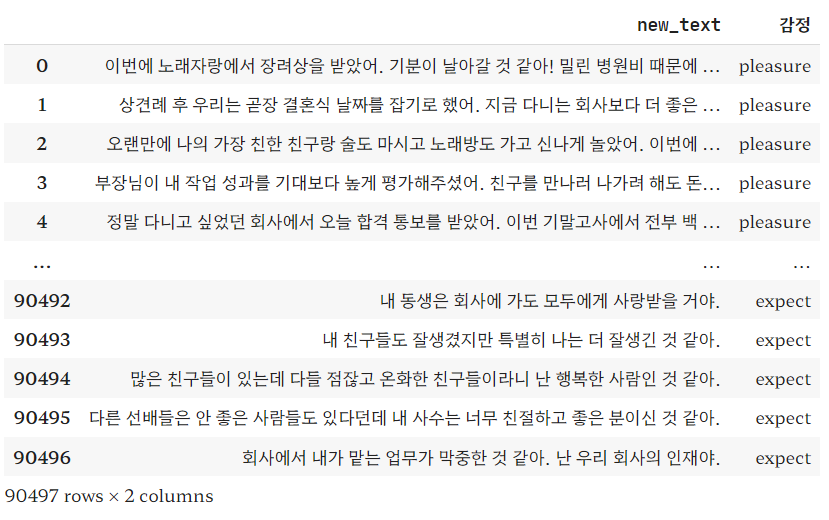 new_text 감정
0 이번에 노래자랑에서 장려상을 받았어. 기분이 날아갈 것 같아! 밀린 병원비 때문에 ... pleasure
1 상견례 후 우리는 곧장 결혼식 날짜를 잡기로 했어. 지금 다니는 회사보다 더 좋은 ... pleasure
2 오랜만에 나의 가장 친한 친구랑 술도 마시고 노래방도 가고 신나게 놀았어. 이번에 ... pleasure
3 부장님이 내 작업 성과를 기대보다 높게 평가해주셨어. 친구를 만나러 나가려 해도 돈... pleasure
4 정말 다니고 싶었던 회사에서 오늘 합격 통보를 받았어. 이번 기말고사에서 전부 백 ... pleasure
... ... ...
90492 내 동생은 회사에 가도 모두에게 사랑받을 거야. expect
90493 내 친구들도 잘생겼지만 특별히 나는 더 잘생긴 것 같아. expect
90494 많은 친구들이 있는데 다들 점잖고 온화한 친구들이라니 난 행복한 사람인 것 같아. expect
90495 다른 선배들은 안 좋은 사람들도 있다던데 내 사수는 너무 친절하고 좋은 분이신 것 같아. expect
90496 회사에서 내가 맡는 업무가 막중한 것 같아. 난 우리 회사의 인재야. expect
90497 rows × 2 columns